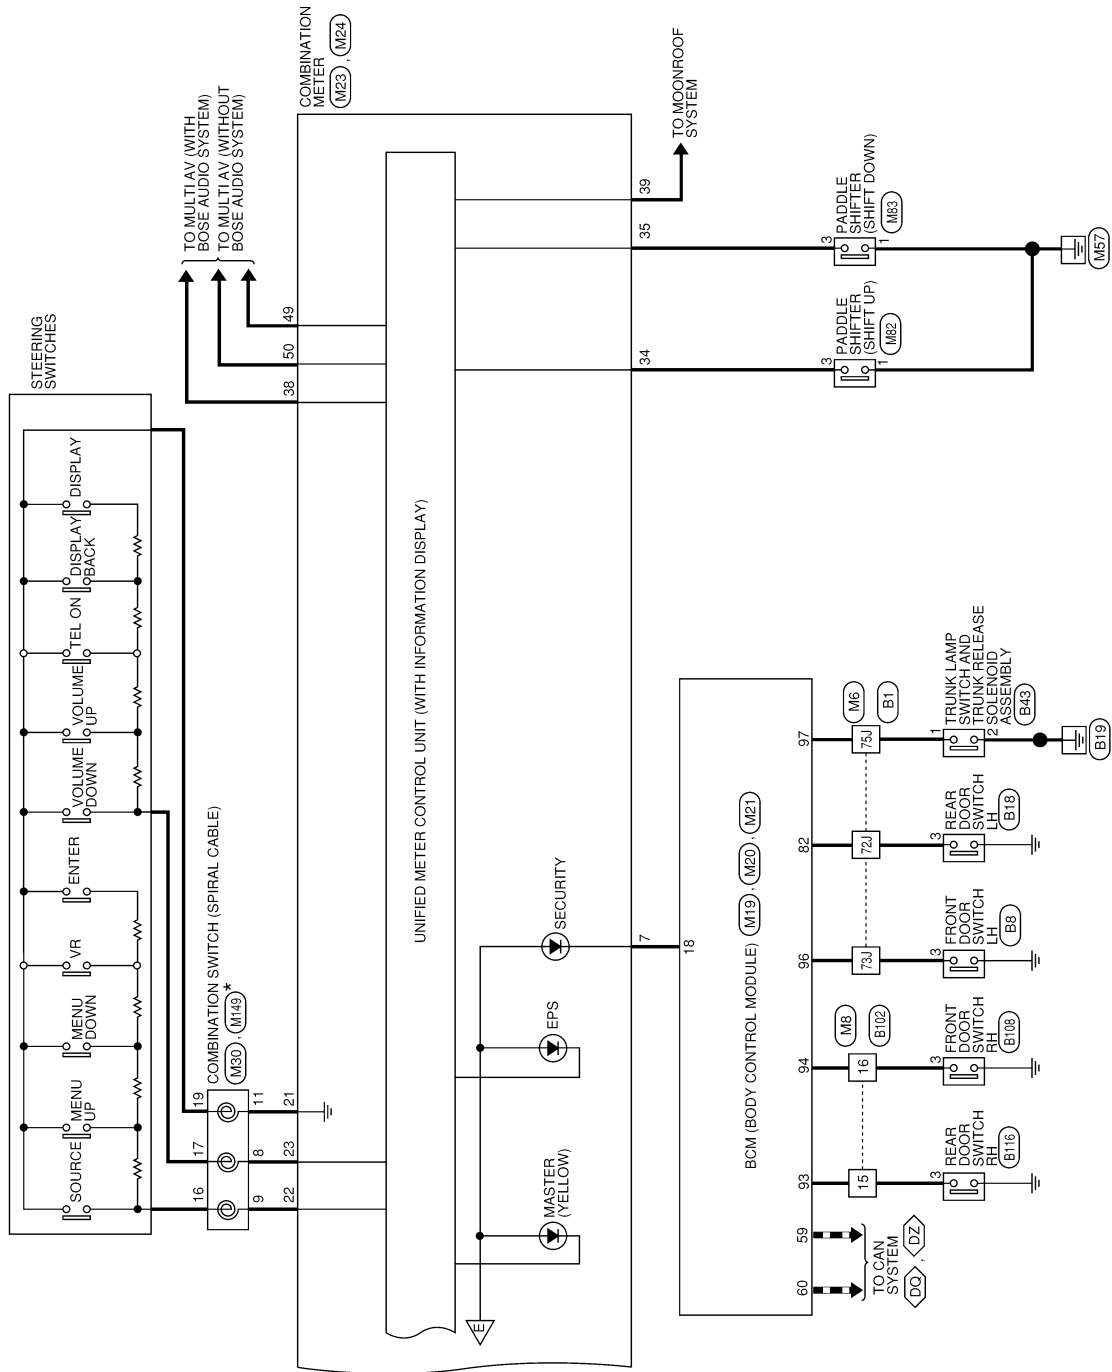 STEERING
SWITCHES
SOURCE
MENU
UP
MENU
DOWN
VR
ENTER
VOLUME
DOWN
VOLUME
UP
TEL ON
DISPLAY
BACK
DISPLAY
COMBINATION SWITCH (SPIRAL CABLE)
M30 , M149 *
16
17
19
9
8
11
22
23
21
38
50
49
TO MULTI AV (WITH
BOSE AUDIO SYSTEM)
TO MULTI AV (WITHOUT
BOSE AUDIO SYSTEM)
COMBINATION
METER
M23 , M24
UNIFIED METER CONTROL UNIT (WITH INFORMATION DISPLAY)
E
MASTER
(YELLOW)
EPS
SECURITY
7
34
35
39
TO MOONROOF
SYSTEM
18
BCM (BODY CONTROL MODULE) M19 , M20 , M21
60
59
93
94
96
82
97
TO CAN
SYSTEM
DQ , DZ
15
16
M8
B102
73J
72J
75J
M6
B1
3
REAR
DOOR
SWITCH
RH
B116
3
FRONT
DOOR
SWITCH
RH
B108
3
FRONT
DOOR
SWITCH
LH
B8
3
REAR
DOOR
SWITCH
LH
B18
1
2
TRUNK LAMP
SWITCH AND
TRUNK RELEASE
SOLENOID
ASSEMBLY
B43
B19
3
1
PADDLE
SHIFTER
(SHIFT UP)
M82
3
1
PADDLE
SHIFTER
(SHIFT DOWN)
M83
M57